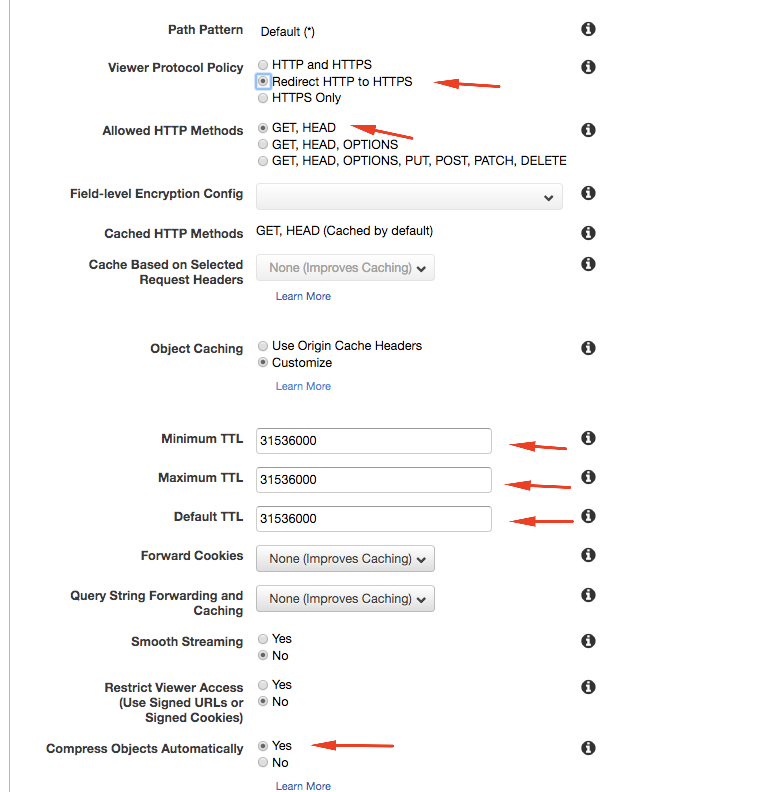 Path Pattern Default (*)
Viewer Protocol Policy HTTP and HTTPS
Redirect HTTP to HTTPS
HTTPS Only
Allowed HTTP Methods GET, HEAD
GET, HEAD, OPTIONS
GET, HEAD, OPTIONS, PUT, POST, PATCH, DELETE
Field-level Encryption Config
Cached HTTP Methods GET, HEAD (Cached by default)
Cache Based on Selected
Request Headers
None (Improves Caching)
Learn More
Object Caching Use Origin Cache Headers
Customize
Learn More
Minimum TTL 31536000
Maximum TTL 31536000
Default TTL 31536000
Forward Cookies None (Improves Caching)
Query String Forwarding and
Caching
None (Improves Caching)
Smooth Streaming Yes
No
Restrict Viewer Access
(Use Signed URLs or
Signed Cookies)
Yes
No
Compress Objects Automatically Yes
No
Learn More